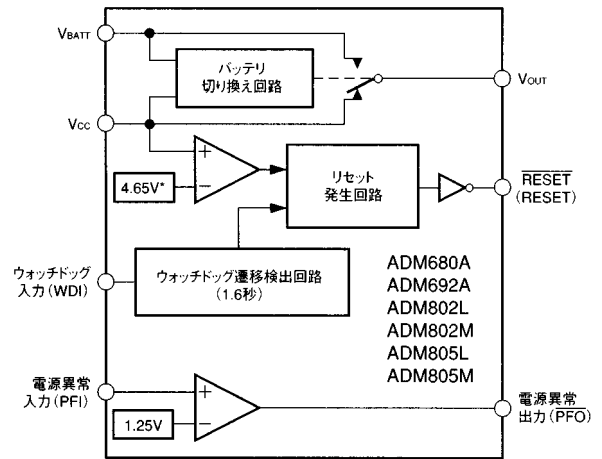 VBATT
バッテリ
切り換え回路
VOUT
VCC
+
−
4.65V*
リセット
発生回路
RESET
(RESET)
ウォッチドッグ
入力(WDI)
ウォッチドッグ遷移検出回路
(1.6秒)
ADM680A
ADM692A
ADM802L
ADM802M
ADM805L
ADM805M
電源異常
入力(PFI)
+
−
1.25V
電源異常
出力(PFO)